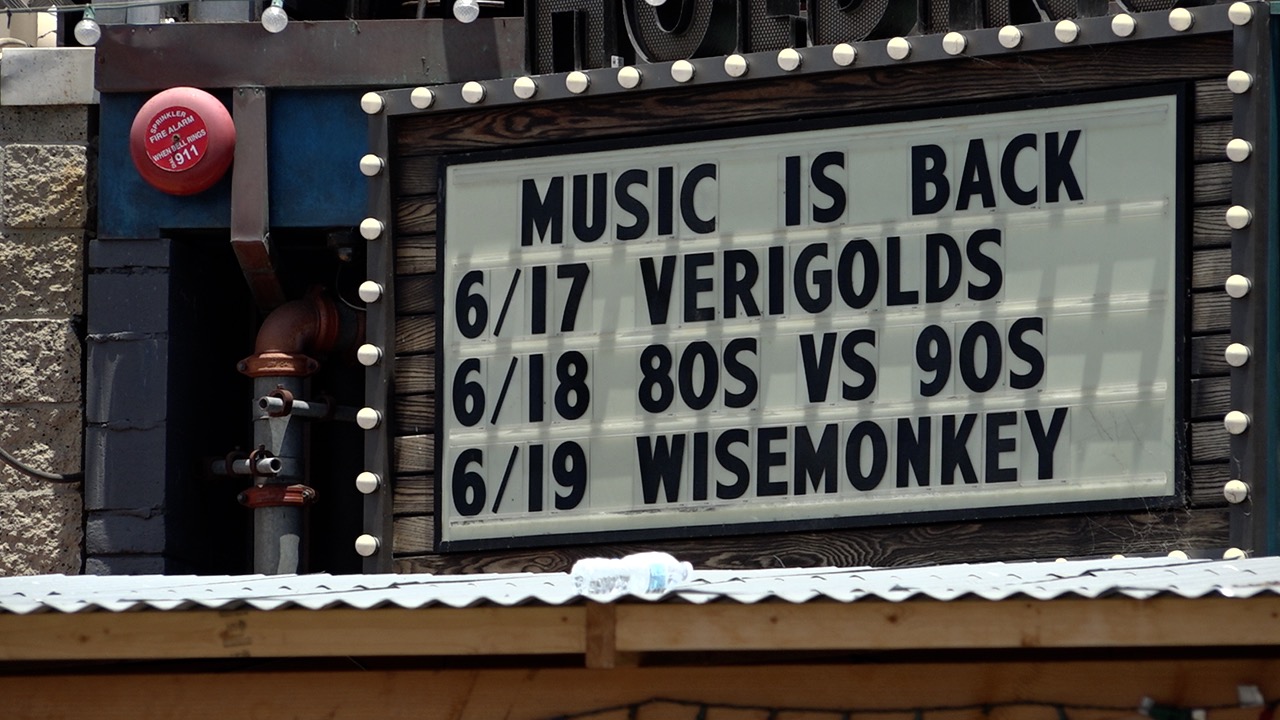 MUSIC IS BACK
6/17 VERIGOLDS
6/18 80S VS 90S
6/19 WISEMONKEY
SPRINKLER
FIRE ALARM
WHEN BELL RINGS
911